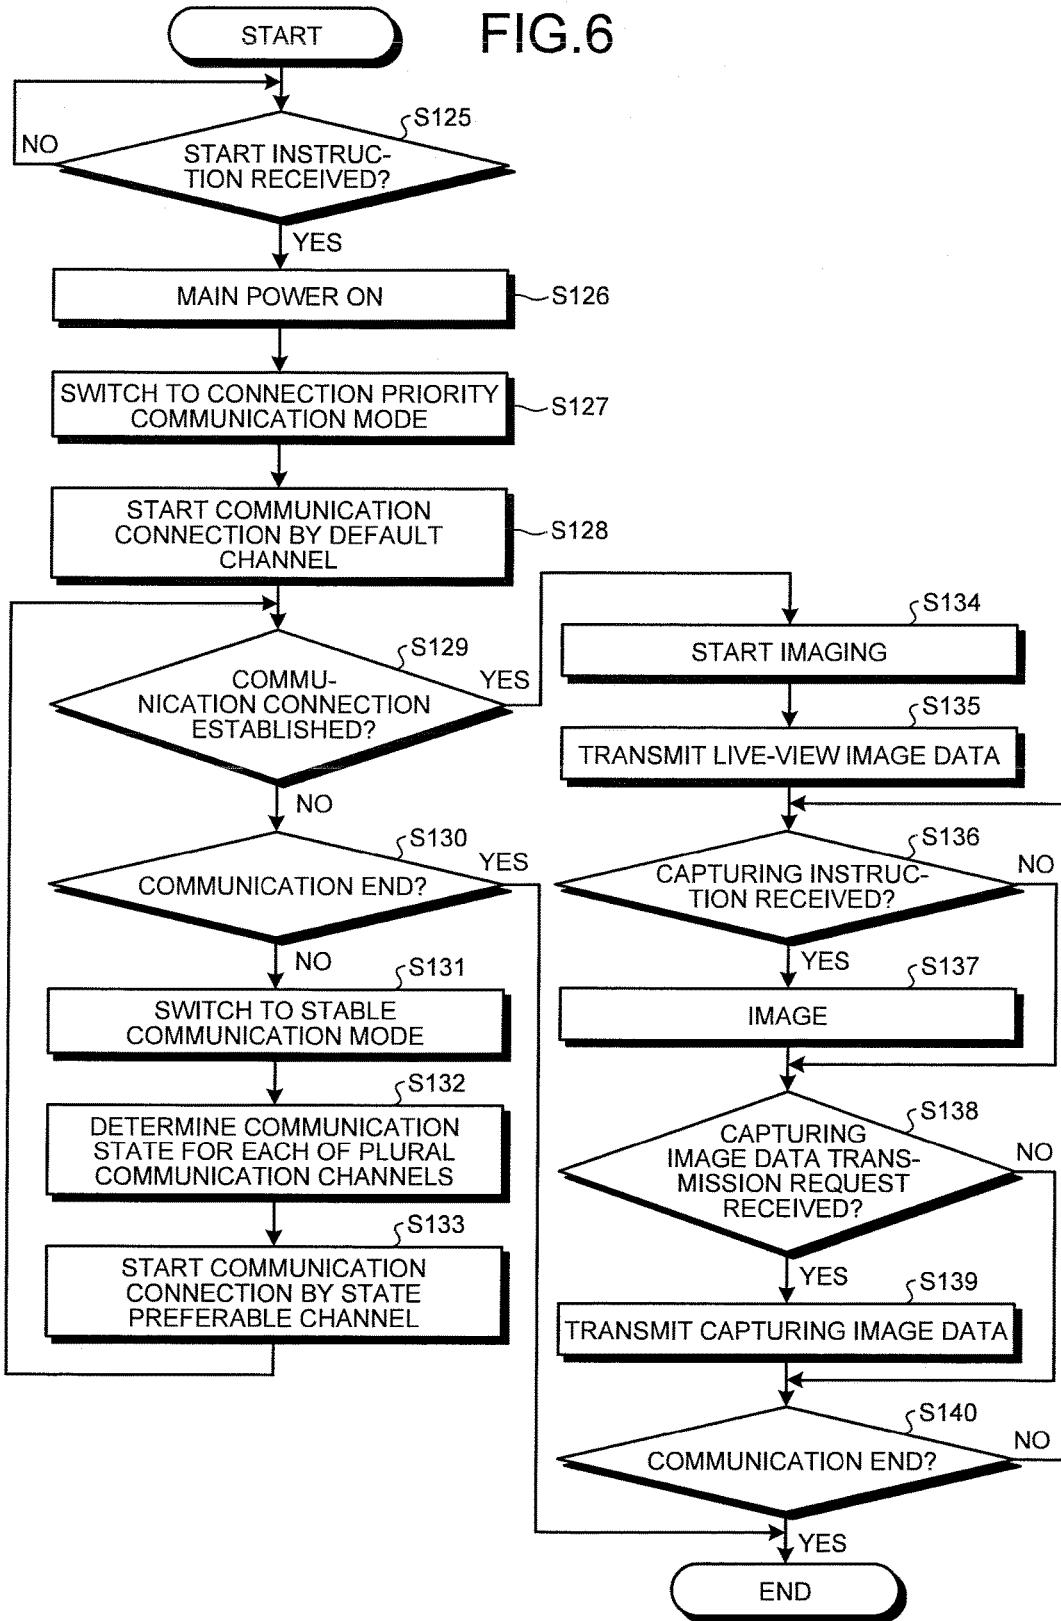 FIG.6
START
S125
NO
START INSTRUC-
TION RECEIVED?
YES
MAIN POWER ON
S126
SWITCH TO CONNECTION PRIORITY
COMMUNICATION MODE
S127
START COMMUNICATION
CONNECTION BY DEFAULT
CHANNEL
S128
S129
COMMU-
NICATION CONNECTION
ESTABLISHED?
YES
NO
S130
COMMUNICATION END?
YES
NO
S131
SWITCH TO STABLE
COMMUNICATION MODE
S132
DETERMINE COMMUNICATION
STATE FOR EACH OF PLURAL
COMMUNICATION CHANNELS
S133
START COMMUNICATION
CONNECTION BY STATE
PREFERABLE CHANNEL
S134
START IMAGING
S135
TRANSMIT LIVE-VIEW IMAGE DATA
S136
CAPTURING INSTRUC-
TION RECEIVED?
NO
YES
S137
IMAGE
S138
CAPTURING
IMAGE DATA TRANS-
MISSION REQUEST
RECEIVED?
NO
YES
S139
TRANSMIT CAPTURING IMAGE DATA
S140
COMMUNICATION END?
NO
YES
END